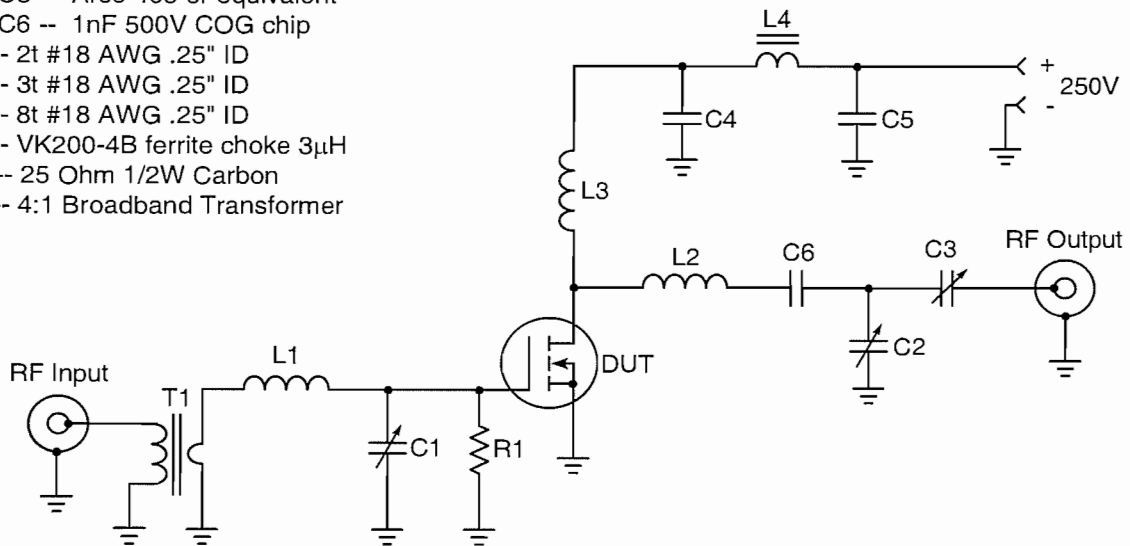 C6 -- 1nF 500V COG chip
- 2t #18 AWG .25" ID
- 3t #18 AWG .25" ID
- 8t #18 AWG .25" ID
- VK200-4B ferrite choke 3µH
-- 25 Ohm 1/2W Carbon
-- 4:1 Broadband Transformer
L4
+
250V
-
C4
C5
L3
RF Output
L2
C6
C3
C2
DUT
RF Input
L1
T1
C1
R1